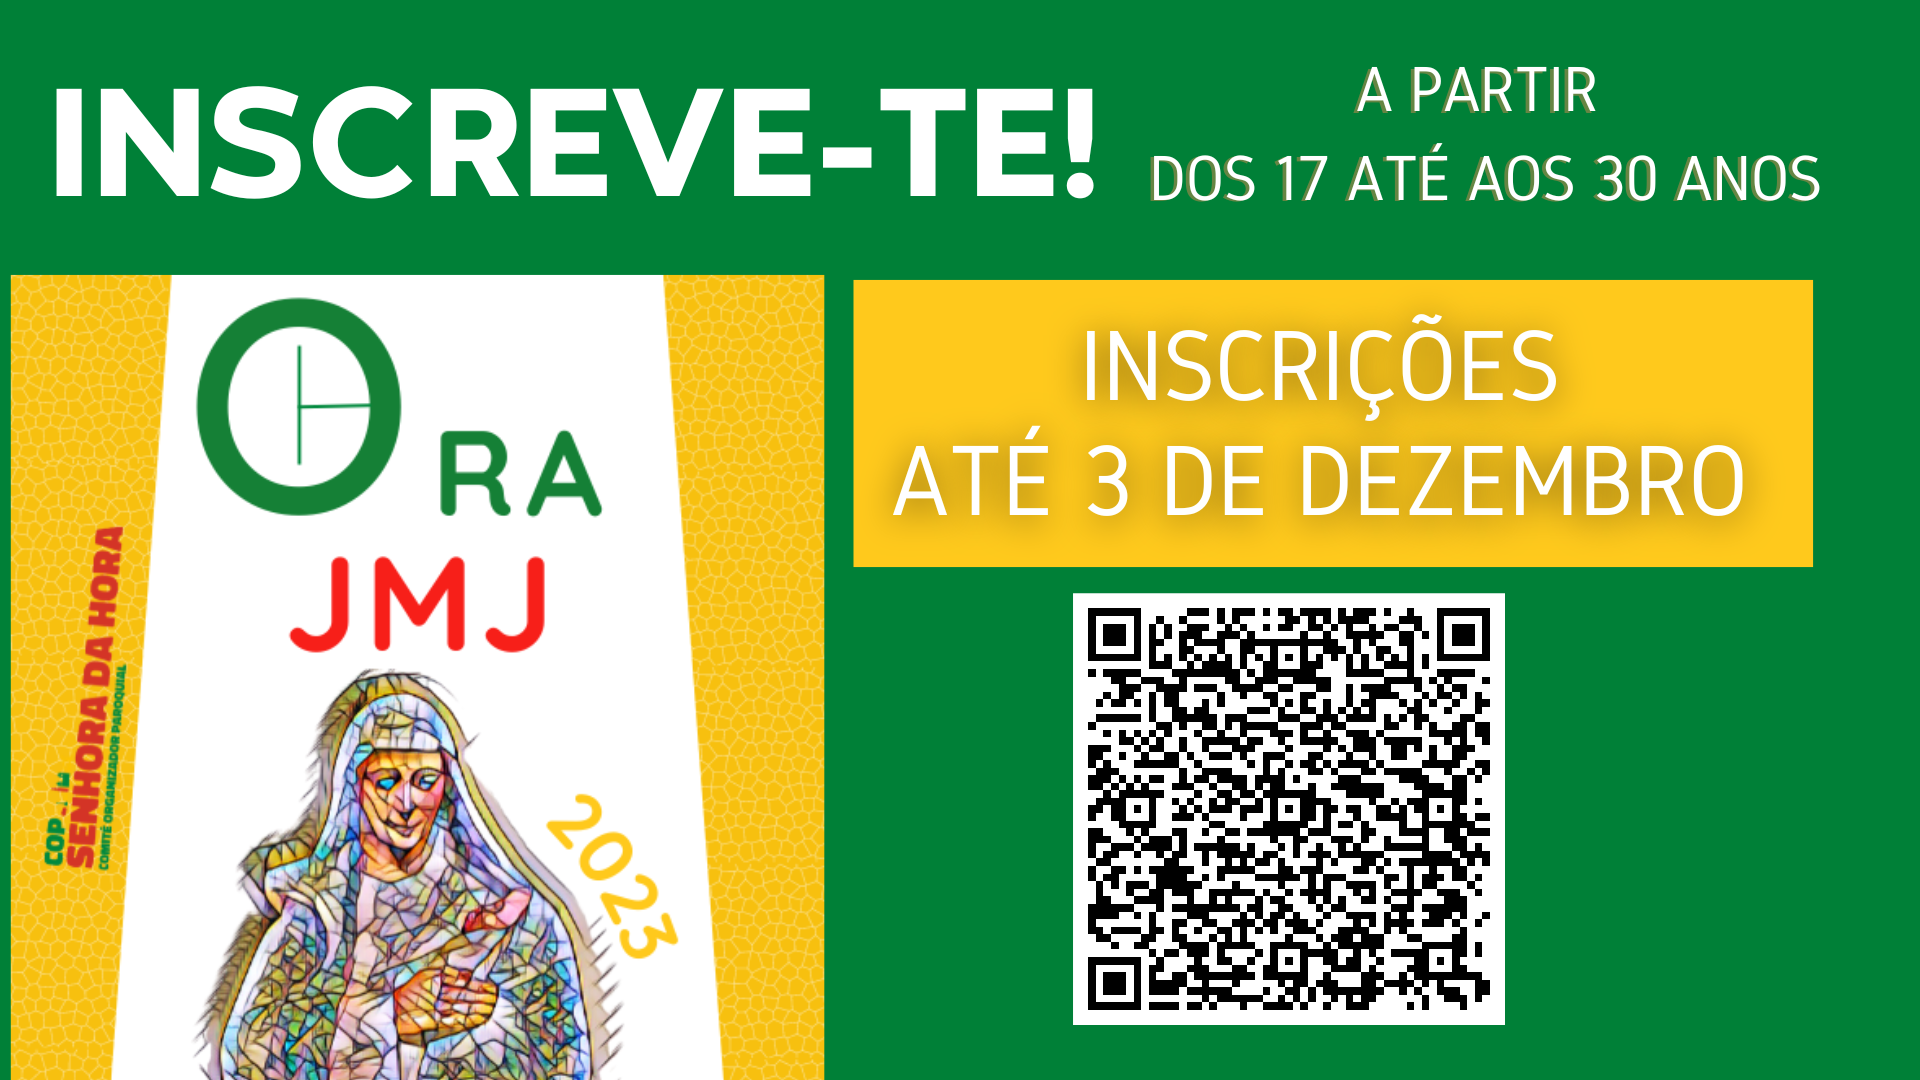 INSCREVE-TE!
A PARTIR
DOS 17 ATÉ AOS 30 ANOS
ORA
JMJ
2023
COP
SENHORA DA HORA
COMITÉ ORGANIZADOR PAROQUIAL
INSCRIÇÕES
ATÉ 3 DE DEZEMBRO